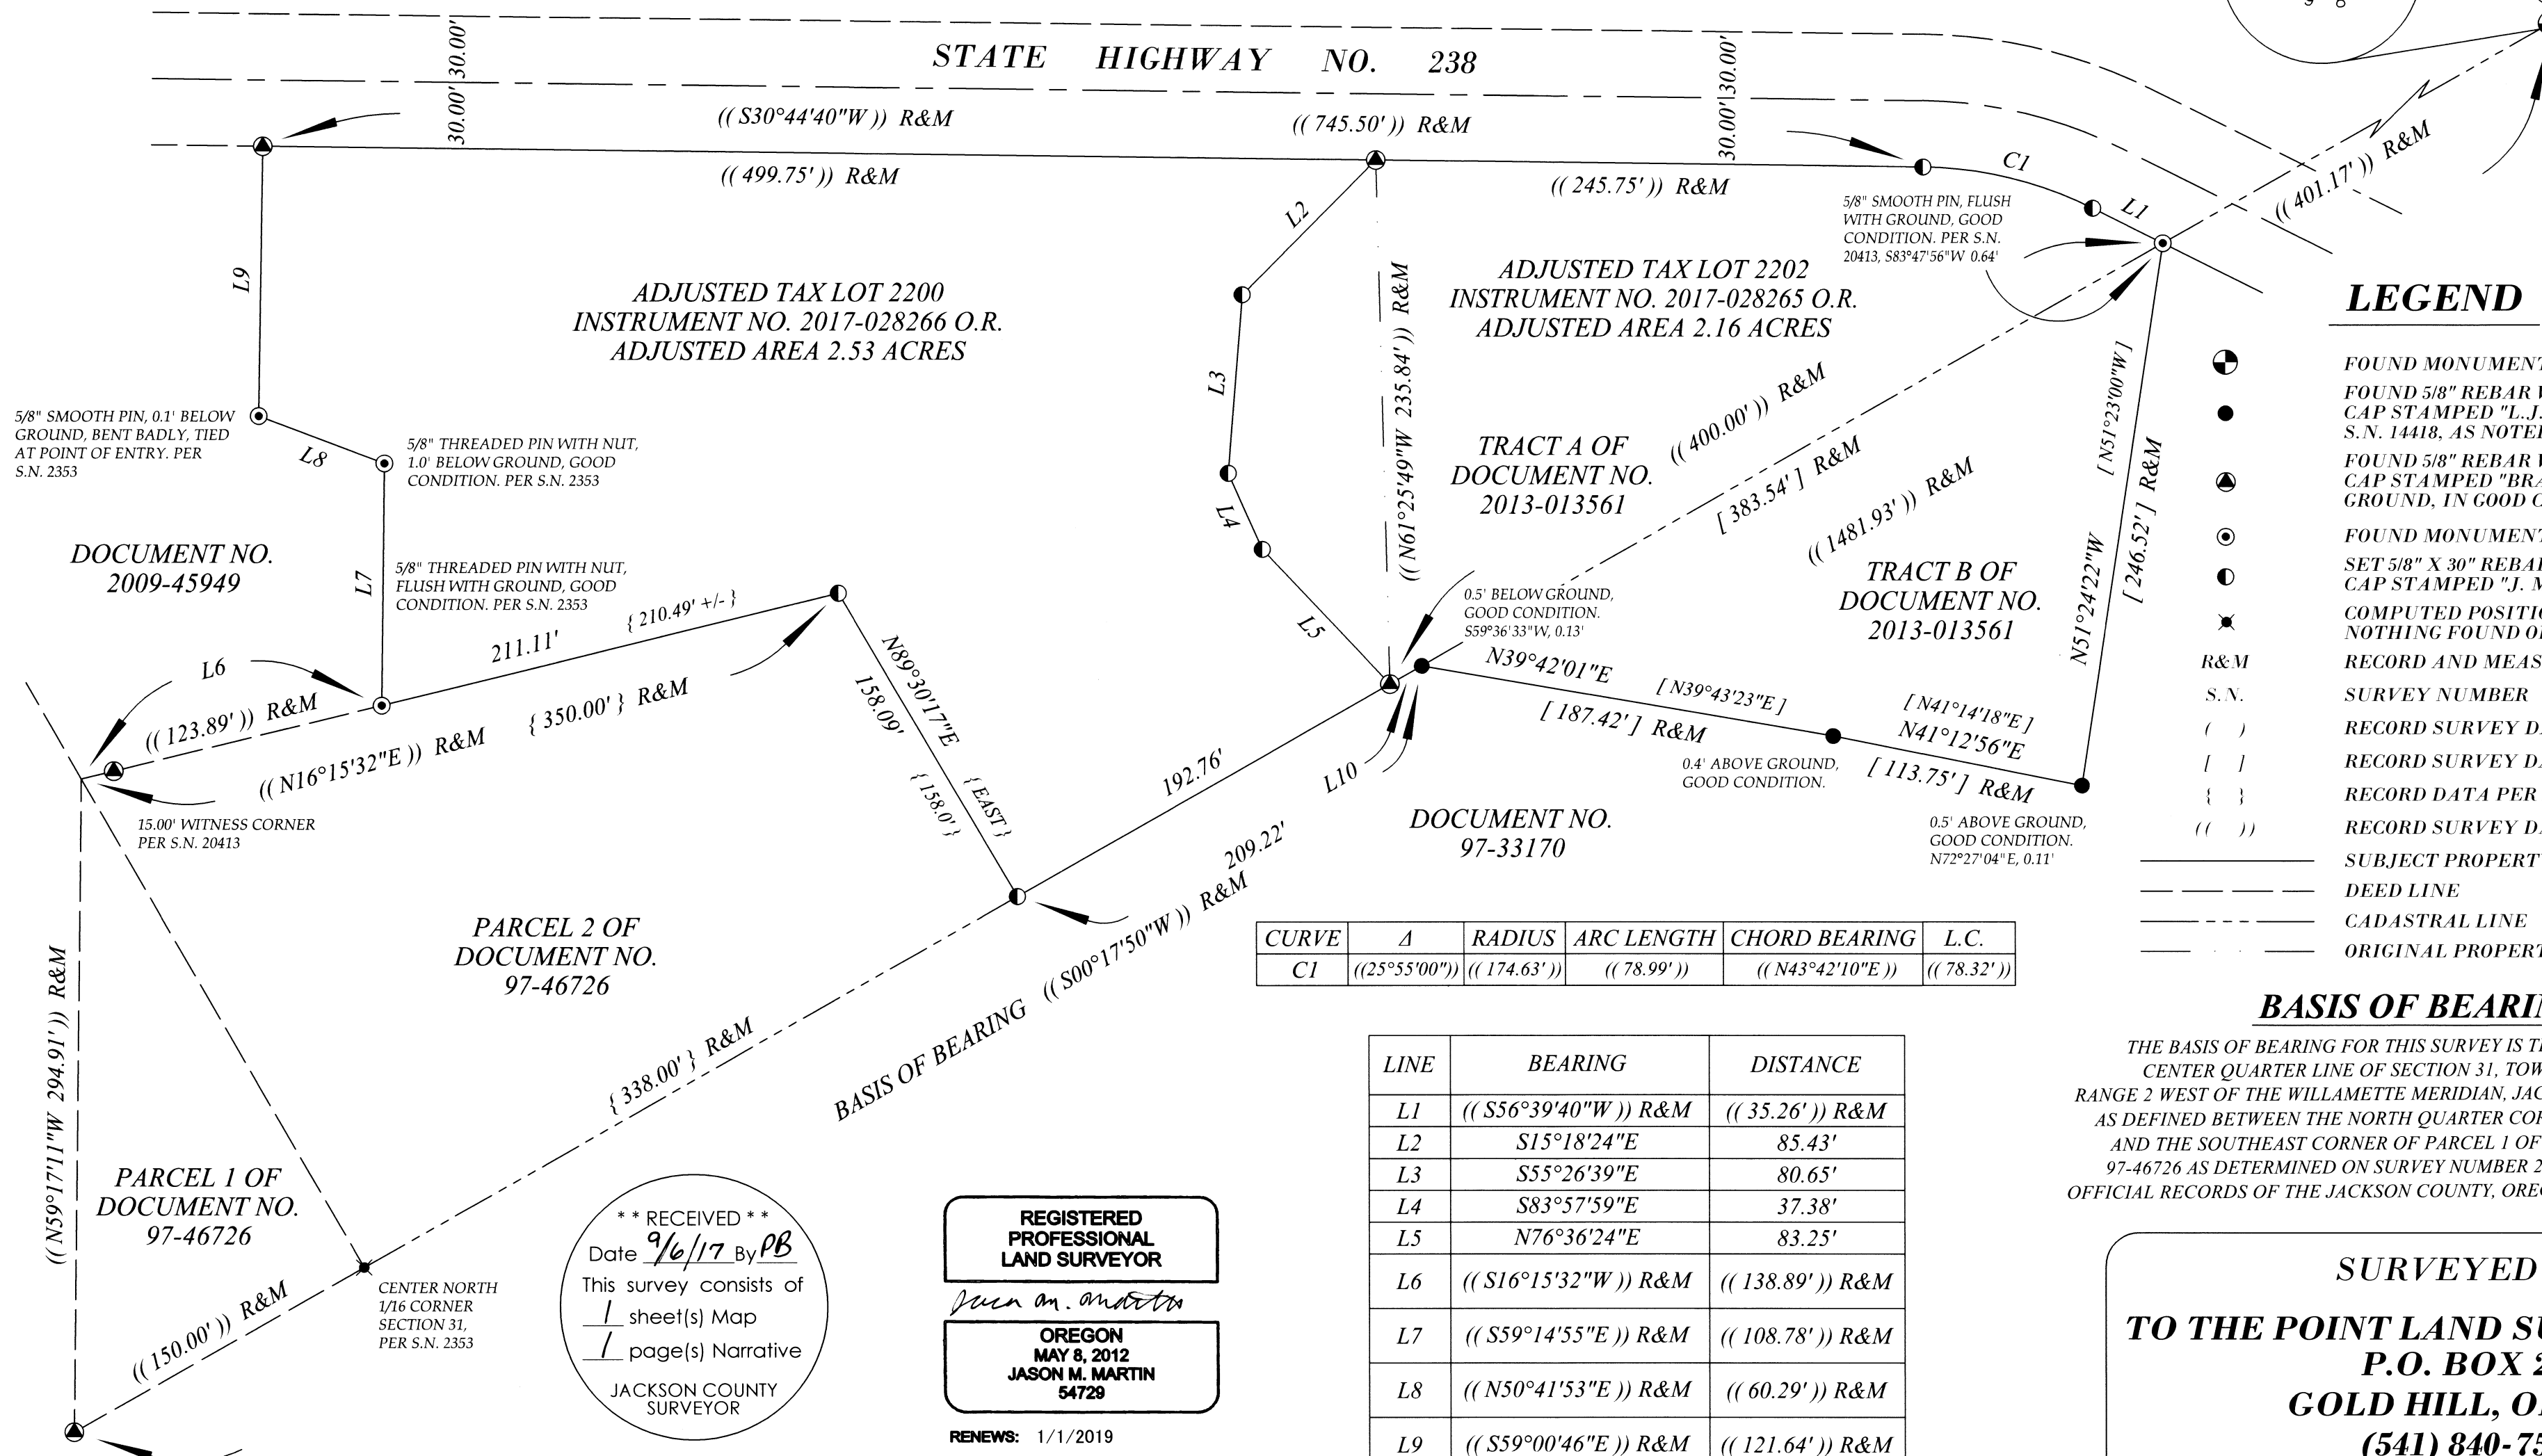 STATE HIGHWAY NO. 238
30.00' 30.00'
30.00' 30.00'
(( S30°44'40"W )) R&M
(( 745.50' )) R&M
(( 499.75' )) R&M
(( 245.75' )) R&M
C1
L1
(( 401.17' )) R&M
L2
L9
5/8" SMOOTH PIN, FLUSH
WITH GROUND, GOOD
CONDITION. PER S.N.
20413, S83°47'56"W 0.64'
ADJUSTED TAX LOT 2200
INSTRUMENT NO. 2017-028266 O.R.
ADJUSTED AREA 2.53 ACRES
ADJUSTED TAX LOT 2202
INSTRUMENT NO. 2017-028265 O.R.
ADJUSTED AREA 2.16 ACRES
(( N61°25'49"W 235.84' )) R&M
L3
L4
L5
5/8" SMOOTH PIN, 0.1' BELOW
GROUND, BENT BADLY, TIED
AT POINT OF ENTRY. PER
S.N. 2353
L8
5/8" THREADED PIN WITH NUT,
1.0' BELOW GROUND, GOOD
CONDITION. PER S.N. 2353
TRACT A OF
DOCUMENT NO.
2013-013561
(( 400.00' )) R&M
[ 383.54' ] R&M
(( 1481.93' )) R&M
[ N51°23'00"W ]
N51°24'22"W
[ 246.52' ] R&M
DOCUMENT NO.
2009-45949
L7
5/8" THREADED PIN WITH NUT,
FLUSH WITH GROUND, GOOD
CONDITION. PER S.N. 2353
TRACT B OF
DOCUMENT NO.
2013-013561
0.5' BELOW GROUND,
GOOD CONDITION.
S59°36'33"W, 0.13'
211.11'
{ 210.49' +/- }
L6
(( 123.89' )) R&M
(( N16°15'32"E )) R&M
{ 350.00' } R&M
N89°30'17"E
158.09'
{ EAST }
{ 158.0' }
192.76'
L10
N39°42'01"E
[ N39°43'23"E ]
[ 187.42' ] R&M
[ N41°14'18"E ]
N41°12'56"E
[ 113.75' ] R&M
0.4' ABOVE GROUND,
GOOD CONDITION.
0.5' ABOVE GROUND,
GOOD CONDITION.
N72°27'04"E, 0.11'
15.00' WITNESS CORNER
PER S.N. 20413
DOCUMENT NO.
97-33170
209.22'
BASIS OF BEARING (( S00°17'50"W )) R&M
{ 338.00' } R&M
PARCEL 2 OF
DOCUMENT NO.
97-46726
(( N59°17'11"W 294.91' )) R&M
PARCEL 1 OF
DOCUMENT NO.
97-46726
(( 150.00' )) R&M
CENTER NORTH
1/16 CORNER
SECTION 31,
PER S.N. 2353
CURVE Δ RADIUS ARC LENGTH CHORD BEARING L.C.
C1 ((25°55'00")) (( 174.63' )) (( 78.99' )) (( N43°42'10"E )) (( 78.32' ))
LINE BEARING DISTANCE
L1 (( S56°39'40"W )) R&M (( 35.26' )) R&M
L2 S15°18'24"E 85.43'
L3 S55°26'39"E 80.65'
L4 S83°57'59"E 37.38'
L5 N76°36'24"E 83.25'
L6 (( S16°15'32"W )) R&M (( 138.89' )) R&M
L7 (( S59°14'55"E )) R&M (( 108.78' )) R&M
L8 (( N50°41'53"E )) R&M (( 60.29' )) R&M
L9 (( S59°00'46"E )) R&M (( 121.64' )) R&M
* * RECEIVED * *
Date 9/6/17 By PB
This survey consists of
1 sheet(s) Map
1 page(s) Narrative
JACKSON COUNTY
SURVEYOR
REGISTERED
PROFESSIONAL
LAND SURVEYOR
Jason M. Martin
OREGON
MAY 8, 2012
JASON M. MARTIN
54729
RENEWS: 1/1/2019
LEGEND
FOUND MONUMENT
FOUND 5/8" REBAR
CAP STAMPED "L.J.
S.N. 14418, AS NOTED
FOUND 5/8" REBAR
CAP STAMPED "BRA
GROUND, IN GOOD
FOUND MONUMENT
SET 5/8" X 30" REBAR
CAP STAMPED "J. M
COMPUTED POSITIO
NOTHING FOUND O
R&M RECORD AND MEAS
S.N. SURVEY NUMBER
( ) RECORD SURVEY D
[ ] RECORD SURVEY D
{ } RECORD DATA PER
(( )) RECORD SURVEY D
SUBJECT PROPERTY
DEED LINE
CADASTRAL LINE
ORIGINAL PROPERT
BASIS OF BEARIN
THE BASIS OF BEARING FOR THIS SURVEY IS T
CENTER QUARTER LINE OF SECTION 31, TOW
RANGE 2 WEST OF THE WILLAMETTE MERIDIAN, JAC
AS DEFINED BETWEEN THE NORTH QUARTER COR
AND THE SOUTHEAST CORNER OF PARCEL 1 OF
97-46726 AS DETERMINED ON SURVEY NUMBER 2
OFFICIAL RECORDS OF THE JACKSON COUNTY, OREG
SURVEYED
TO THE POINT LAND SU
P.O. BOX 2
GOLD HILL, O
(541) 840-75